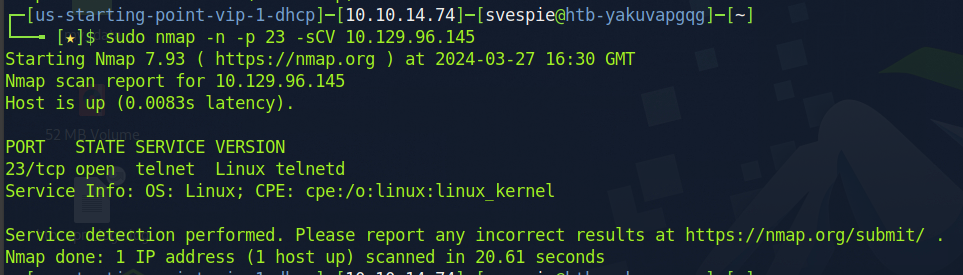 ┌─[us-starting-point-vip-1-dhcp]─[10.10.14.74]─[svespie@htb-yakuvapgqg]─[~]
└──╼ [★]$ sudo nmap -n -p 23 -sCV 10.129.96.145
Starting Nmap 7.93 ( https://nmap.org ) at 2024-03-27 16:30 GMT
Nmap scan report for 10.129.96.145
Host is up (0.0083s latency).
52 MB Volume
PORT   STATE SERVICE VERSION
23/tcp open  telnet  Linux telnetd
Service Info: OS: Linux; CPE: cpe:/o:linux:linux_kernel
Service detection performed. Please report any incorrect results at https://nmap.org/submit/ .
Nmap done: 1 IP address (1 host up) scanned in 20.61 seconds